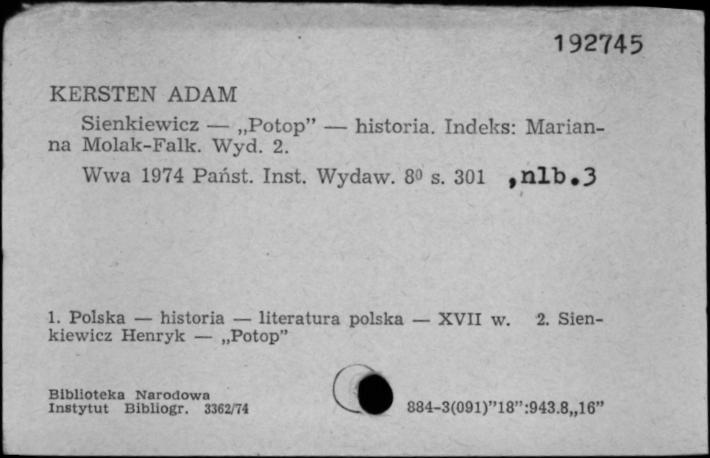 192745
KERSTEN ADAM
Sienkiewicz — „Potop” — historia. Indeks: Marian-
na Molak-Falk. Wyd. 2.
Wwa 1974 Państ. Inst. Wydaw. 8⁰ s. 301 ,nlb.3
1. Polska — historia — literatura polska — XVII w. 2. Sien-
kiewicz Henryk — „Potop”
Biblioteka Narodowa
Instytut Bibliogr. 3362/74
884-3(091)”18”:943.8„16”